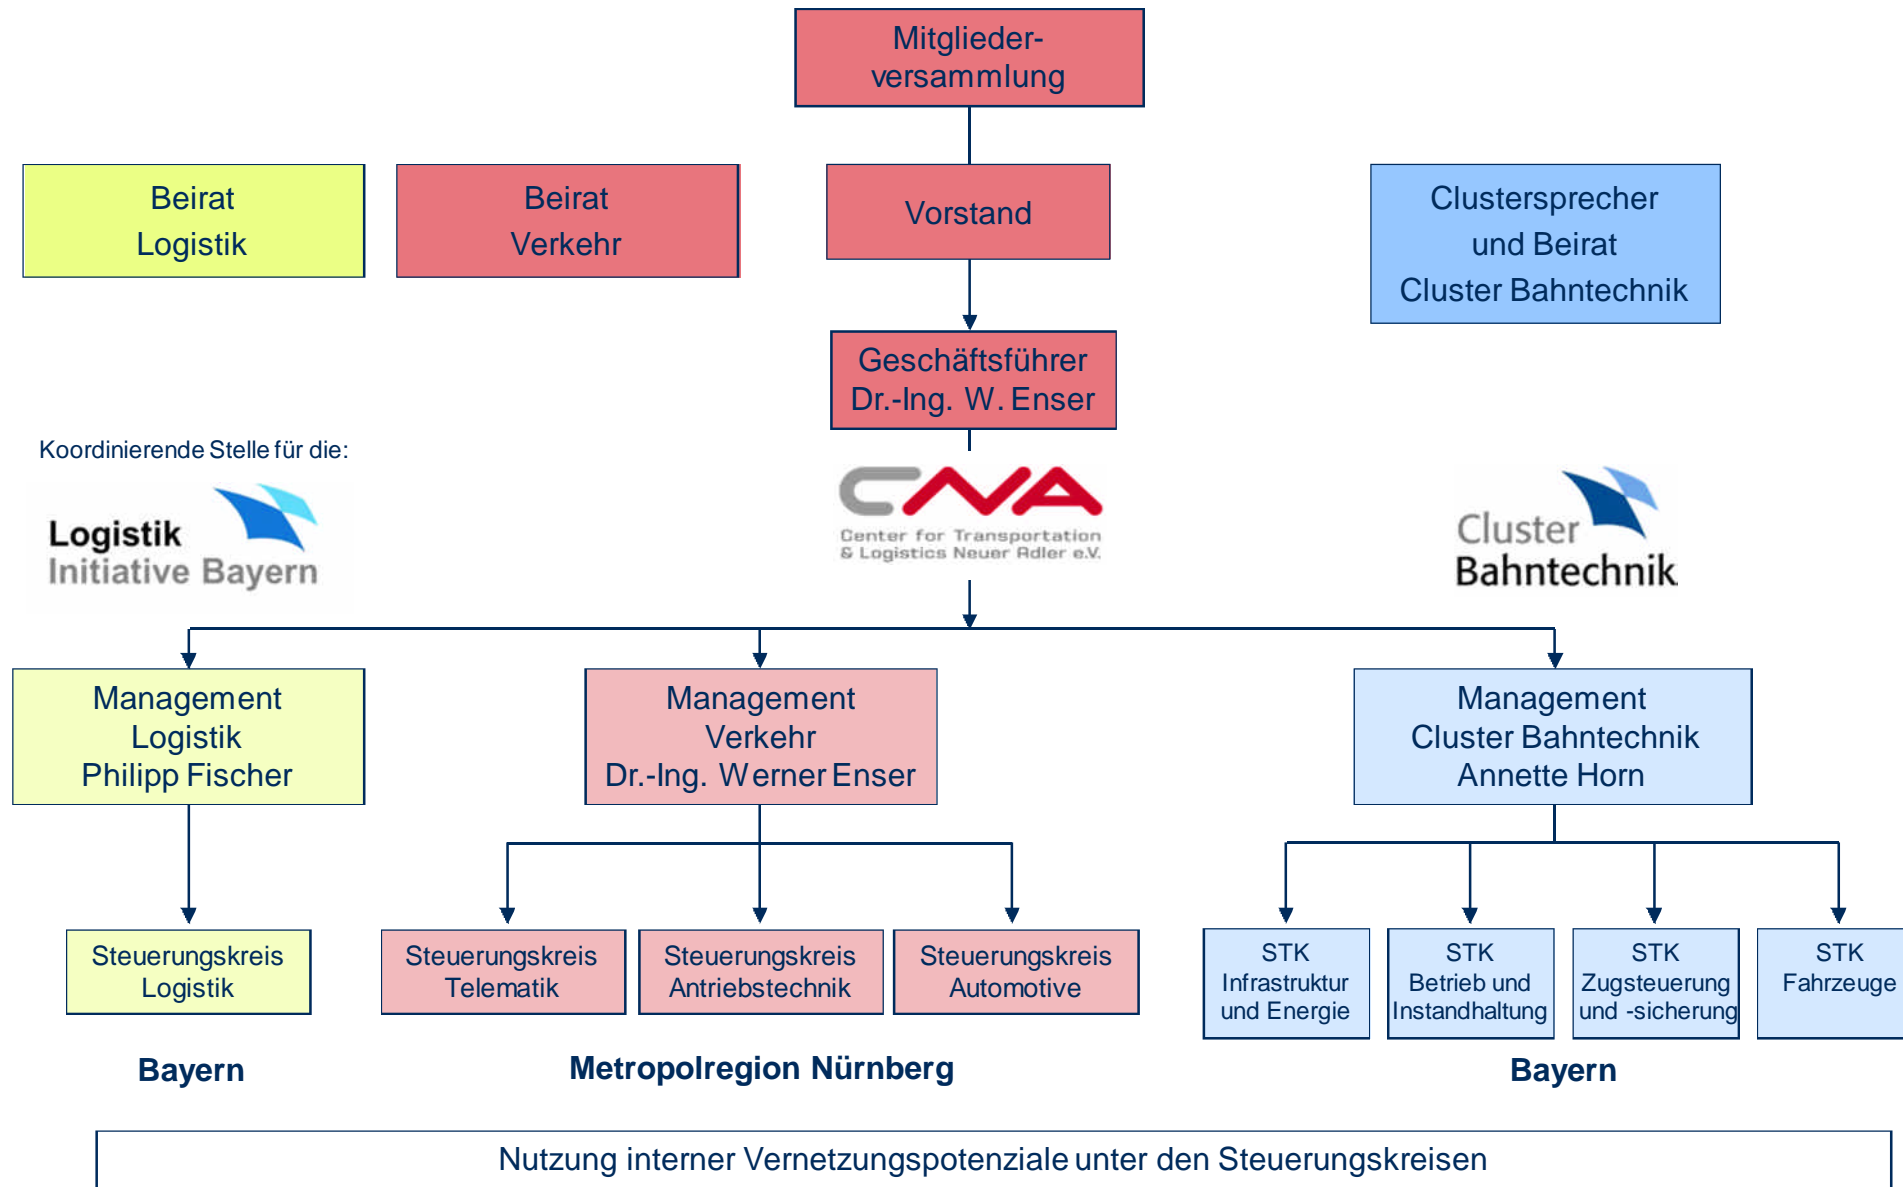 Mitglieder-
versammlung
Beirat
Logistik
Beirat
Verkehr
Vorstand
Clustersprecher
und Beirat
Cluster Bahntechnik
Geschäftsführer
Dr.-Ing. W. Enser
Koordinierende Stelle für die:
Logistik
Initiative Bayern
CNA
Center for Transportation
& Logistics Neuer Adler e.V.
Cluster
Bahntechnik
Management
Logistik
Philipp Fischer
Management
Verkehr
Dr.-Ing. Werner Enser
Management
Cluster Bahntechnik
Annette Horn
Steuerungskreis
Logistik
Steuerungskreis
Telematik
Steuerungskreis
Antriebstechnik
Steuerungskreis
Automotive
STK
Infrastruktur
und Energie
STK
Betrieb und
Instandhaltung
STK
Zugsteuerung
und -sicherung
STK
Fahrzeuge
Bayern
Metropolregion Nürnberg
Bayern
Nutzung interner Vernetzungspotenziale unter den Steuerungskreisen